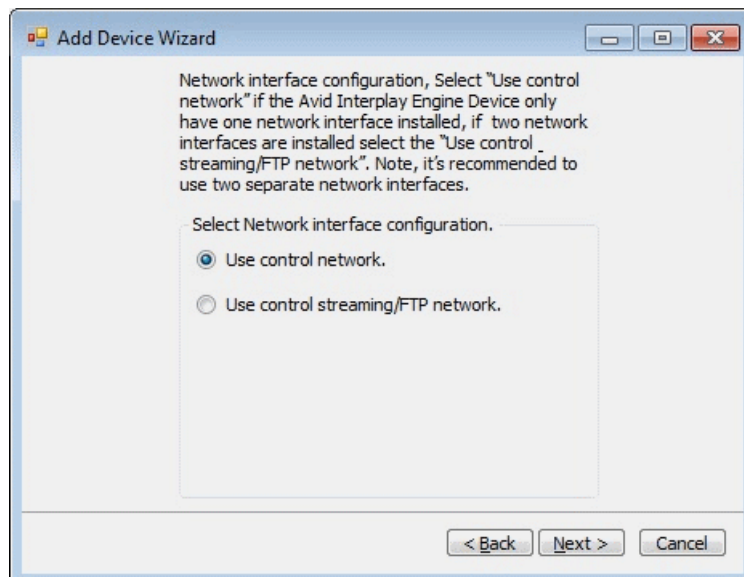 Add Device Wizard
Network interface configuration, Select "Use control
network" if the Avid Interplay Engine Device only
have one network interface installed, if two network
interfaces are installed select the "Use control _
streaming/FTP network". Note, it's recommended to
use two separate network interfaces.
Select Network interface configuration.
Use control network.
Use control streaming/FTP network.
< Back Next > Cancel